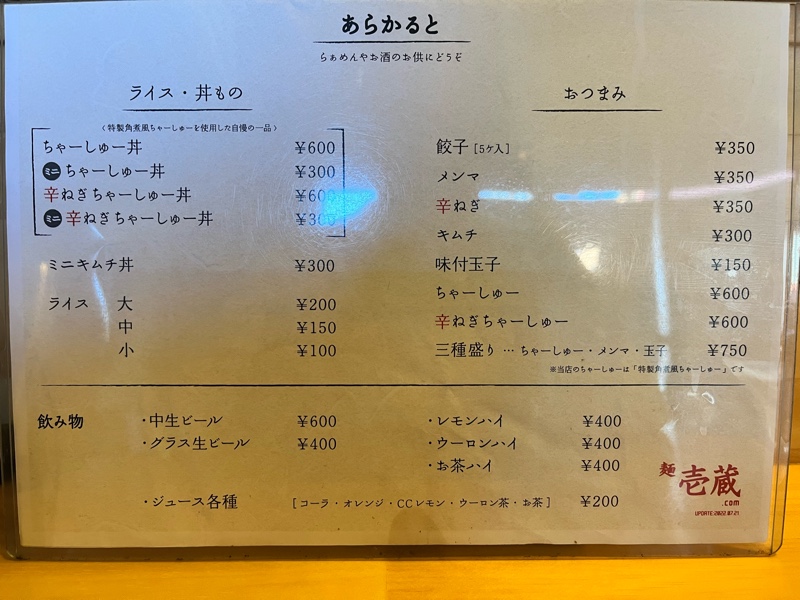 あらかると
らぁめんやお酒のお供にどうぞ
ライス・丼もの
（特製角煮風ちゃーしゅーを使用した自慢の一品）
ちゃーしゅー丼 ¥600
ミニ ちゃーしゅー丼 ¥300
辛ねぎちゃーしゅー丼 ¥600
ミニ 辛ねぎちゃーしゅー丼 ¥300
ミニキムチ丼 ¥300
ライス 大 ¥200
中 ¥150
小 ¥100
おつまみ
餃子 [5ケ入] ¥350
メンマ ¥350
辛ねぎ ¥350
キムチ ¥300
味付玉子 ¥150
ちゃーしゅー ¥600
辛ねぎちゃーしゅー ¥600
三種盛り … ちゃーしゅー・メンマ・玉子 ¥750
※当店のちゃーしゅーは「特製角煮風ちゃーしゅー」です
飲み物
・中生ビール ¥600
・グラス生ビール ¥400
・レモンハイ ¥400
・ウーロンハイ ¥400
・お茶ハイ ¥400
・ジュース各種 [コーラ・オレンジ・CCレモン・ウーロン茶・お茶] ¥200
麺 壱蔵
.com
UPDATE:2022.07.21